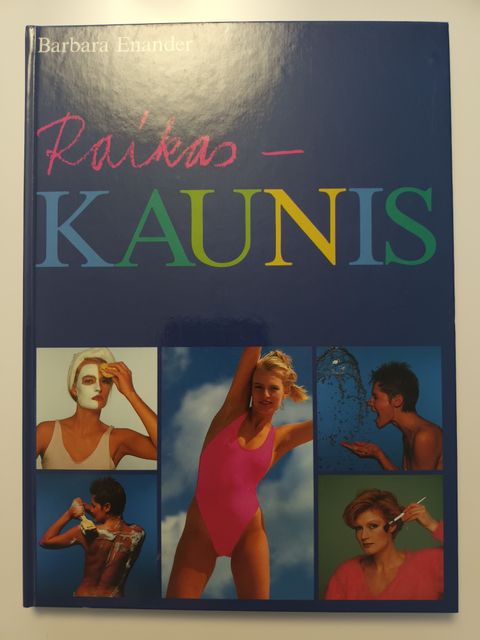 Barbara Enander
Raikas –
KAUNIS